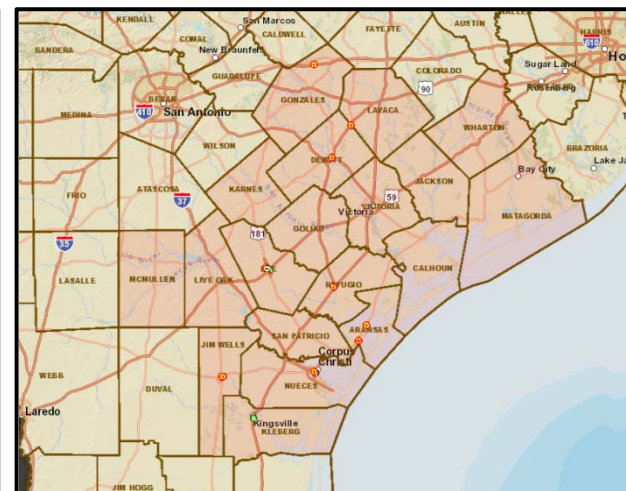 KENDALL
San Marcos
AUSTIN
WALLER
HARRIS
COMAL
CALDWELL
FAYETTE
610
BANDERA
New Braunfels
Ho
GUADALUPE
COLORADO
Sugar Land
90
Rosenberg
BEXAR
GONZALES
LAVACA
MEDINA
410
San Antonio
WHARTON
WILSON
BRAZORIA
DEWITT
Bay City
Lake Ja
FRIO
ATASCOSA
KARNES
JACKSON
37
59
VICTORIA
Victoria
MATAGORDA
181
GOLIAD
35
CALHOUN
LASALLE
MCMULLEN
LIVE OAK
REFUGIO
ARANSAS
SAN PATRICIO
JIM WELLS
Corpus
Christi
WEBB
DUVAL
NUECES
Laredo
Kingsville
KLEBERG
JIM HOGG